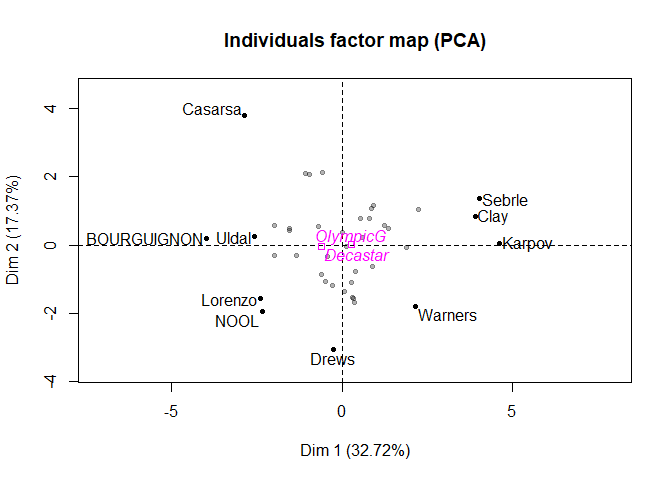 Individuals factor map (PCA)
Casarsa
Sebrle
Clay
Karpov
BOURGUIGNON
Uldal
OlympicG
Decastar
Lorenzo
NOOL
Warners
Drews
Dim 2 (17.37%)
4
2
0
-2
-4
-5
0
5
Dim 1 (32.72%)